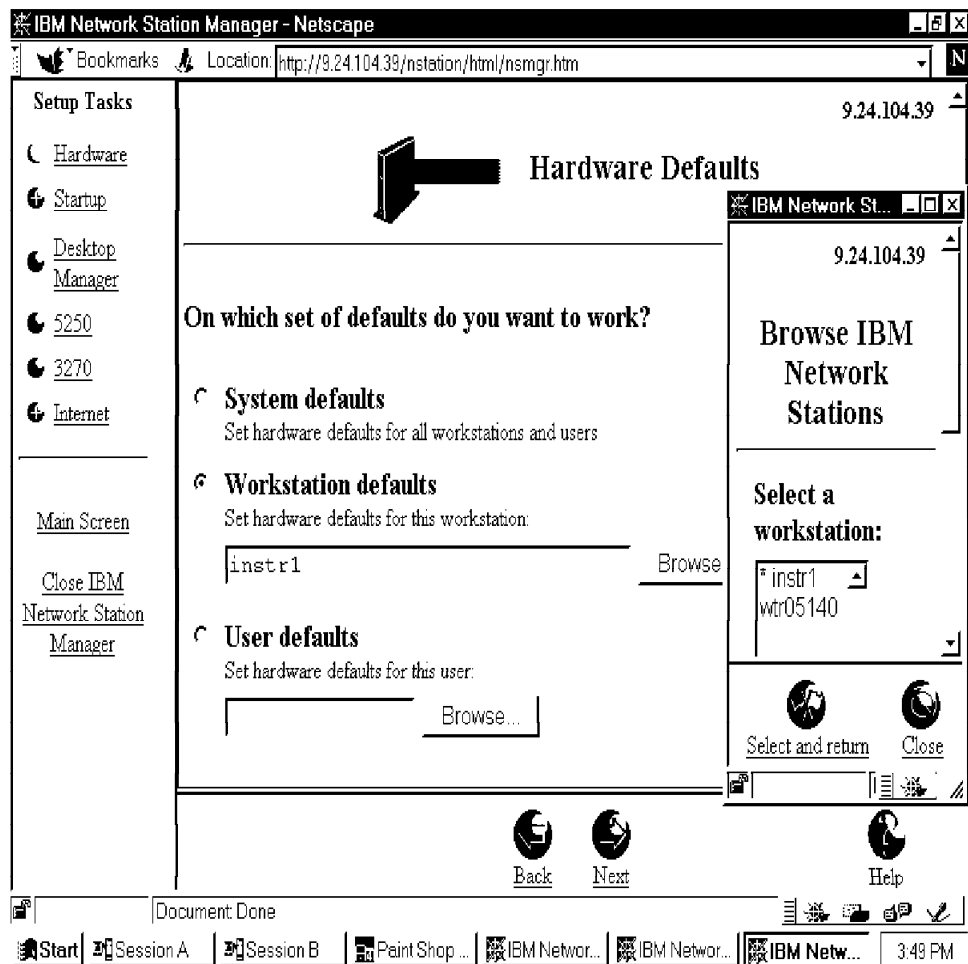 IBM Network Station Manager - Netscape
Bookmarks Location: http://9.24.104.39/nstation/html/nsmgr.htm
N
Setup Tasks
Hardware
Startup
Desktop
Manager
5250
3270
Internet
Main Screen
Close IBM
Network Station
Manager
9.24.104.39
Hardware Defaults
On which set of defaults do you want to work?
System defaults
Set hardware defaults for all workstations and users
Workstation defaults
Set hardware defaults for this workstation:
instr1
Browse
User defaults
Set hardware defaults for this user:
Browse...
IBM Network St...
9.24.104.39
Browse IBM
Network
Stations
Select a
workstation:
* instr1
wtr05140
Select and return Close
Back Next Help
Document: Done
Start Session A Session B Paint Shop ... IBM Networ... IBM Networ... IBM Netw... 3:49 PM